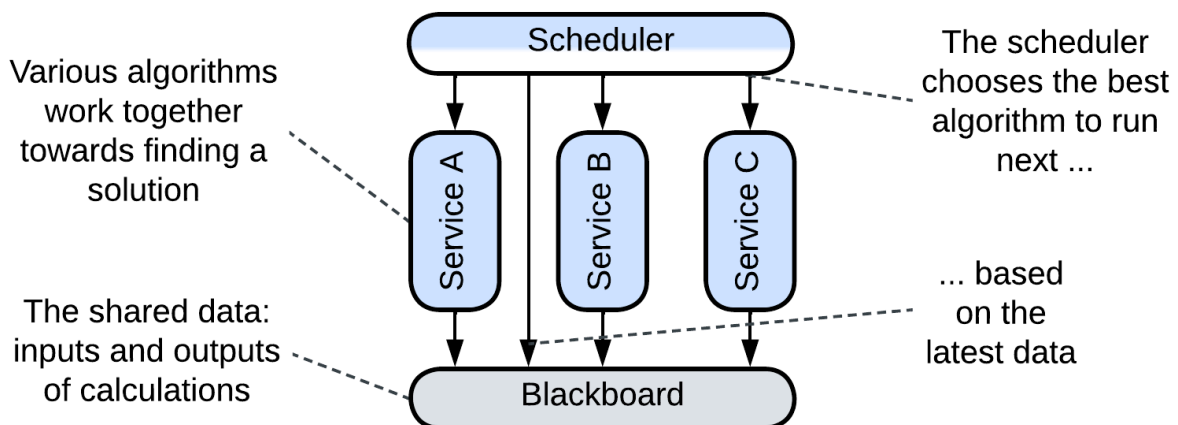 Scheduler
Various algorithms
work together
towards finding a
solution
The scheduler
chooses the best
algorithm to run
next ...
Service A
Service B
Service C
The shared data:
inputs and outputs
of calculations
... based
on the
latest data
Blackboard